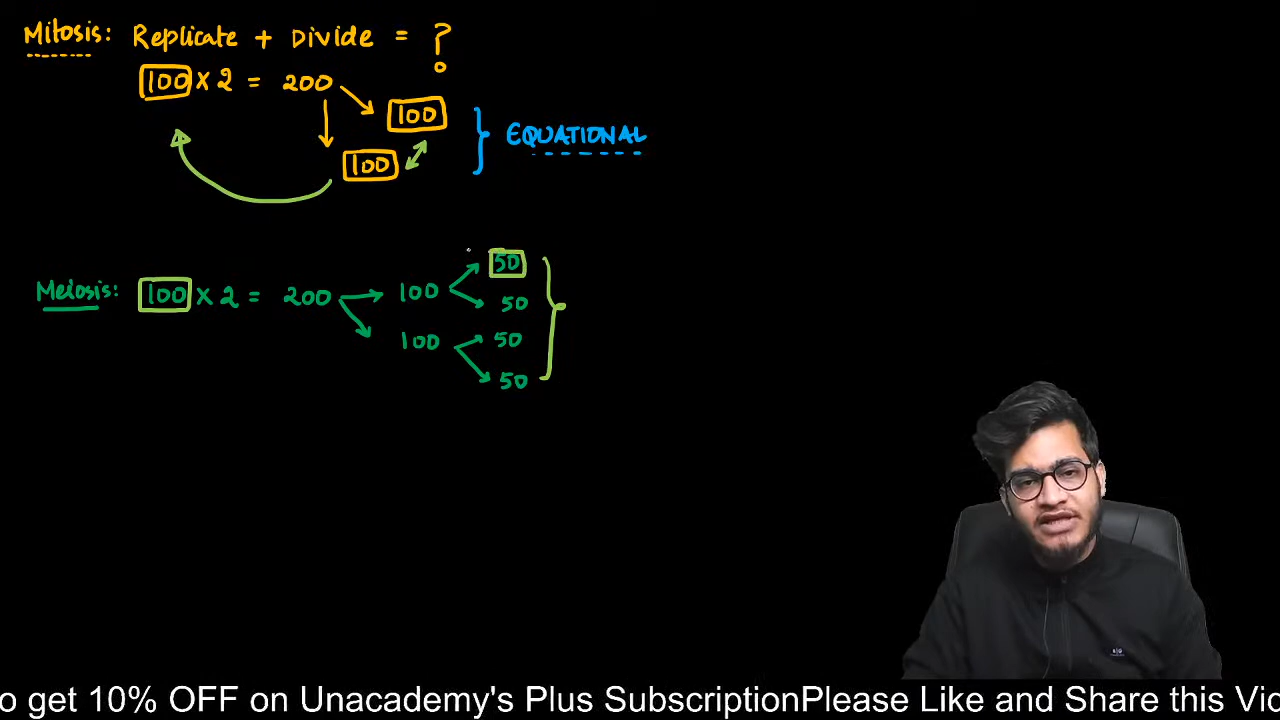 Mitosis: Replicate + Divide = ?
100 x 2 = 200
100
100
EQUATIONAL
Meiosis: 100 x 2 = 200
100
100
50
50
50
50
o get 10% OFF on Unacademy's Plus SubscriptionPlease Like and Share this Vid